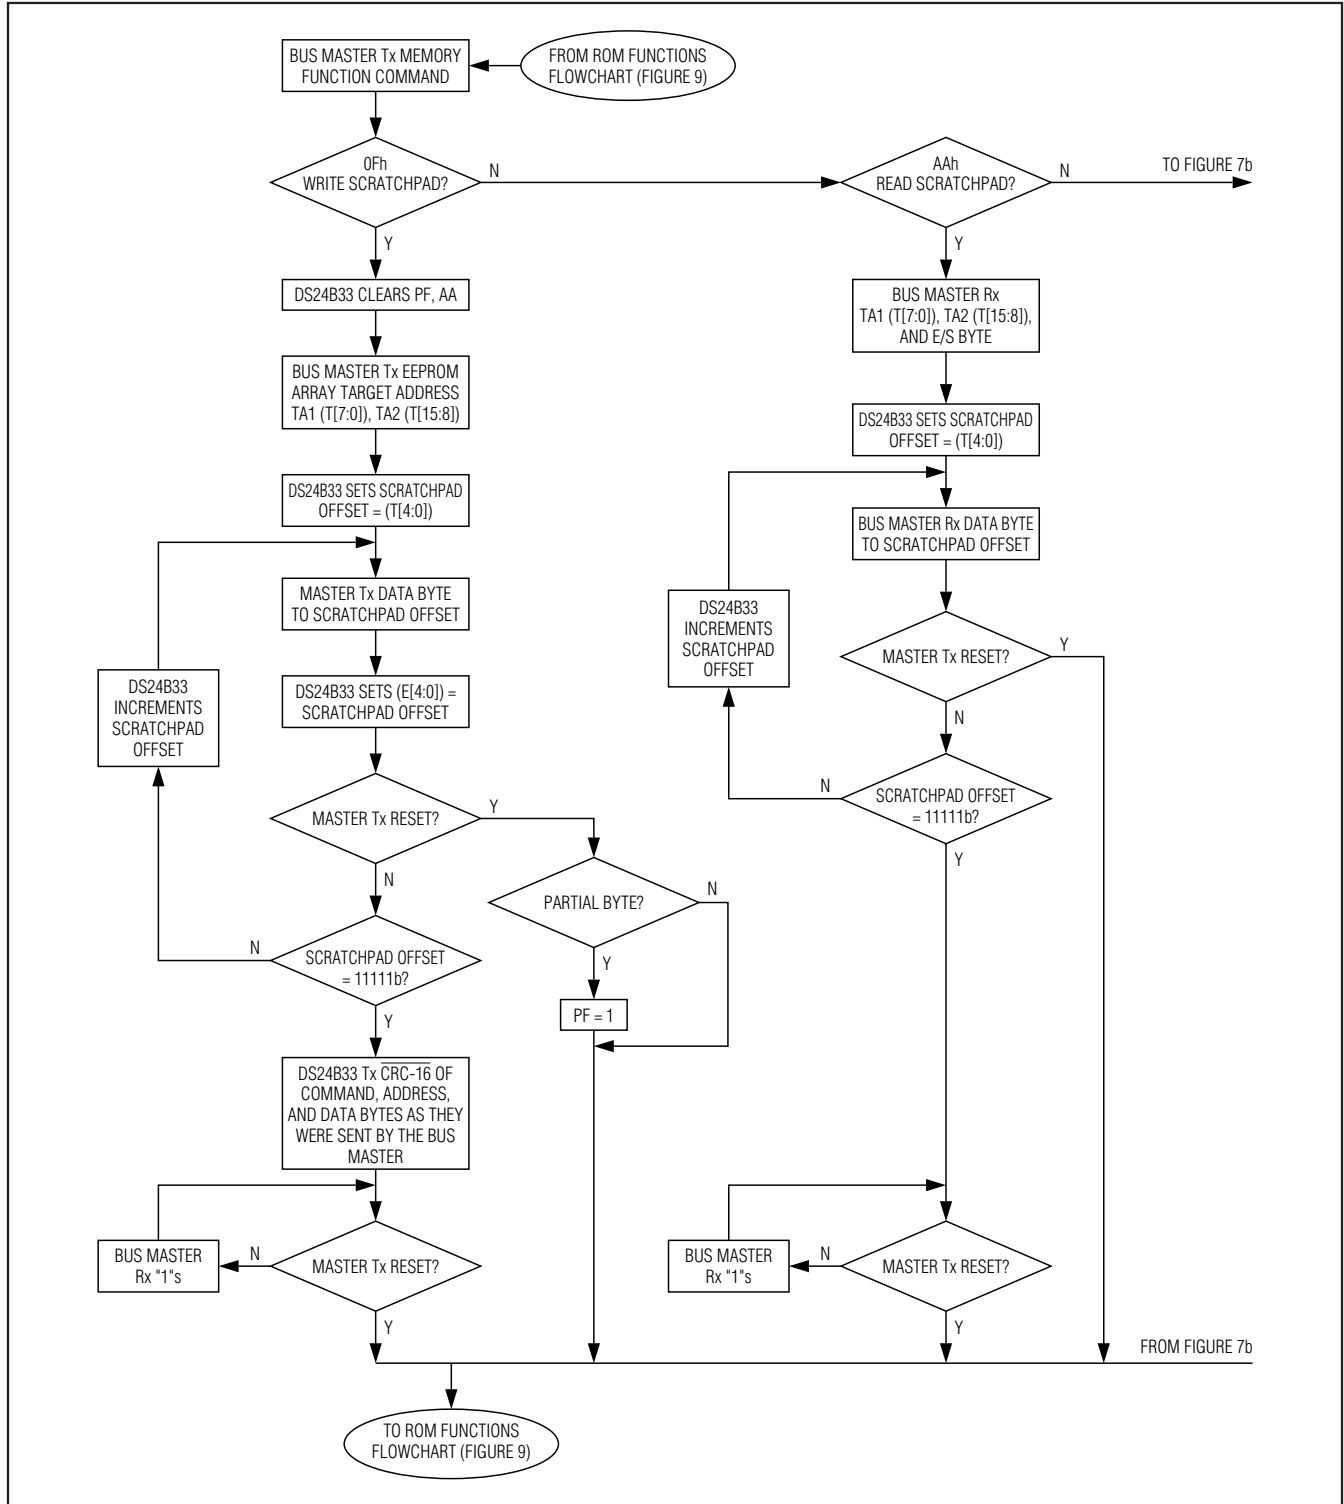 BUS MASTER Tx MEMORY
FUNCTION COMMAND
FROM ROM FUNCTIONS
FLOWCHART (FIGURE 9)
0Fh
WRITE SCRATCHPAD?
N
Y
AAh
READ SCRATCHPAD?
N
Y
TO FIGURE 7b
DS24B33 CLEARS PF, AA
BUS MASTER Tx EEPROM
ARRAY TARGET ADDRESS
TA1 (T[7:0]), TA2 (T[15:8])
DS24B33 SETS SCRATCHPAD
OFFSET = (T[4:0])
MASTER Tx DATA BYTE
TO SCRATCHPAD OFFSET
DS24B33
INCREMENTS
SCRATCHPAD
OFFSET
DS24B33 SETS (E[4:0]) =
SCRATCHPAD OFFSET
MASTER Tx RESET?
Y
N
PARTIAL BYTE?
N
Y
PF = 1
SCRATCHPAD OFFSET
= 11111b?
N
Y
DS24B33 Tx CRC-16 OF
COMMAND, ADDRESS,
AND DATA BYTES AS THEY
WERE SENT BY THE BUS
MASTER
BUS MASTER
Rx "1"s
N
MASTER Tx RESET?
Y
BUS MASTER Rx
TA1 (T[7:0]), TA2 (T[15:8]),
AND E/S BYTE
DS24B33 SETS SCRATCHPAD
OFFSET = (T[4:0])
BUS MASTER Rx DATA BYTE
TO SCRATCHPAD OFFSET
DS24B33
INCREMENTS
SCRATCHPAD
OFFSET
MASTER Tx RESET?
Y
N
SCRATCHPAD OFFSET
= 11111b?
N
Y
BUS MASTER
Rx "1"s
N
MASTER Tx RESET?
Y
FROM FIGURE 7b
TO ROM FUNCTIONS
FLOWCHART (FIGURE 9)